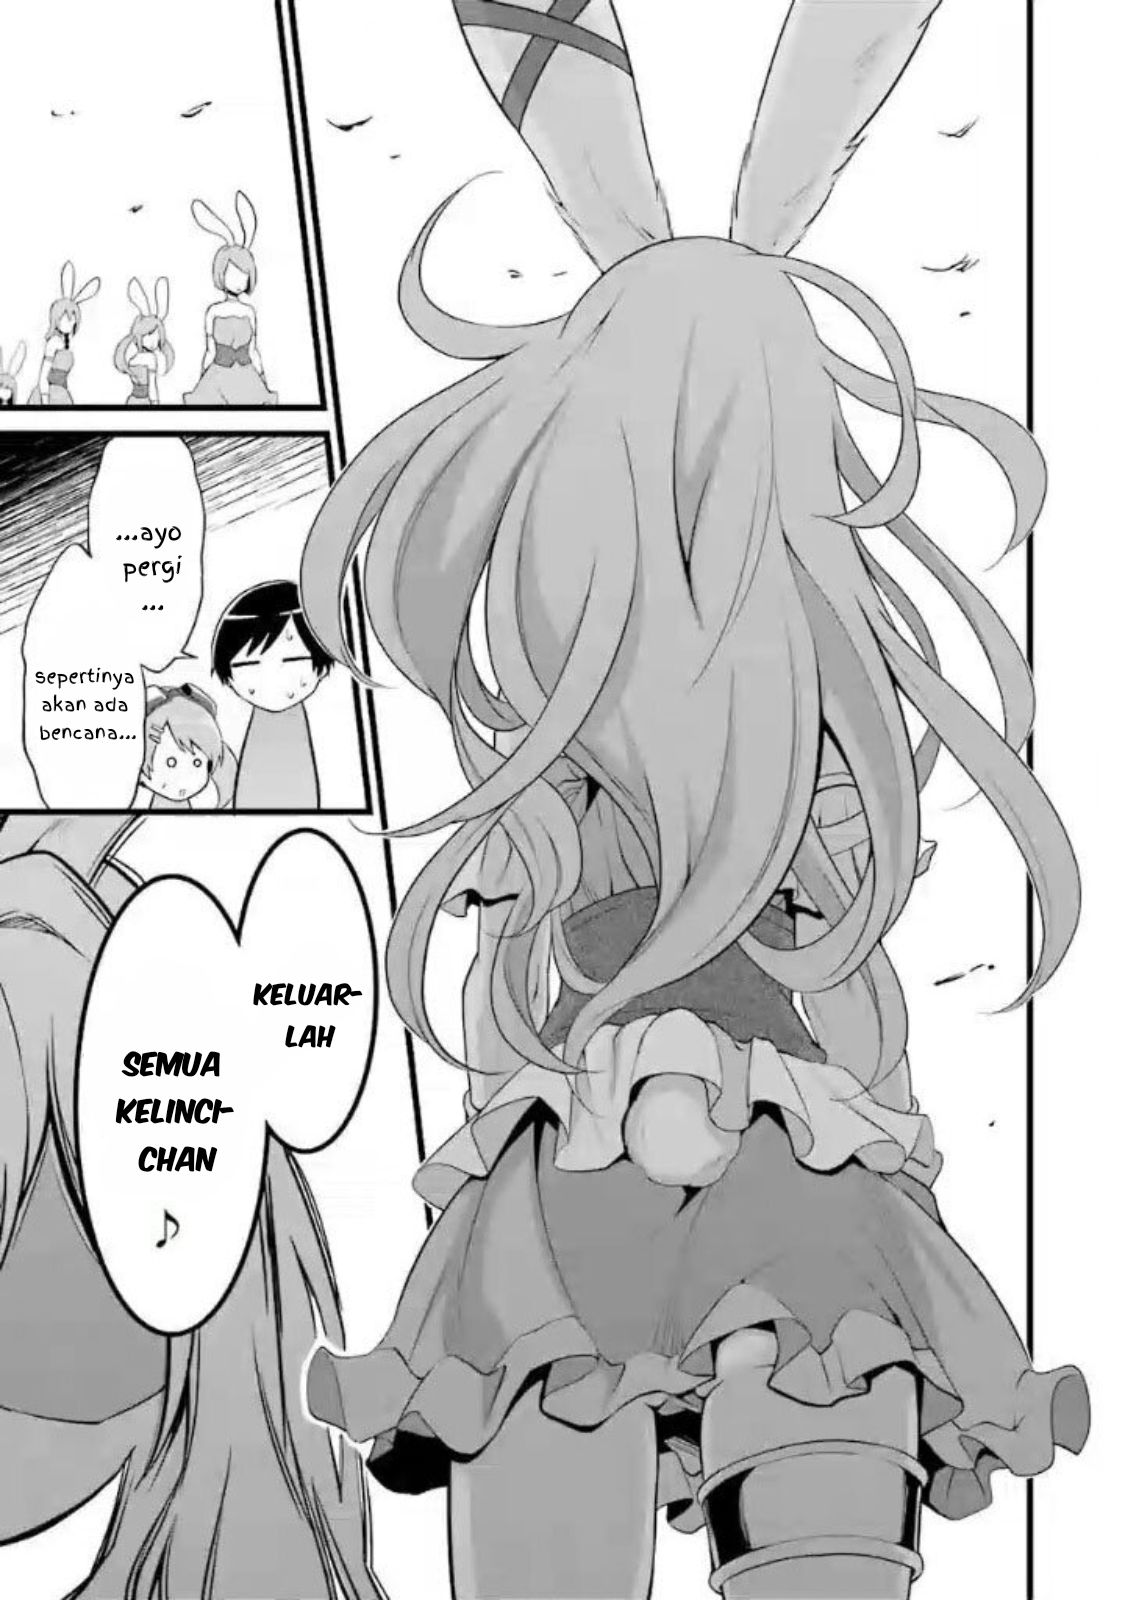 ...ayo
pergi
...
sepertinya
akan ada
bencana...
KELUAR-
LAH
SEMUA
KELINCI-
CHAN
♪